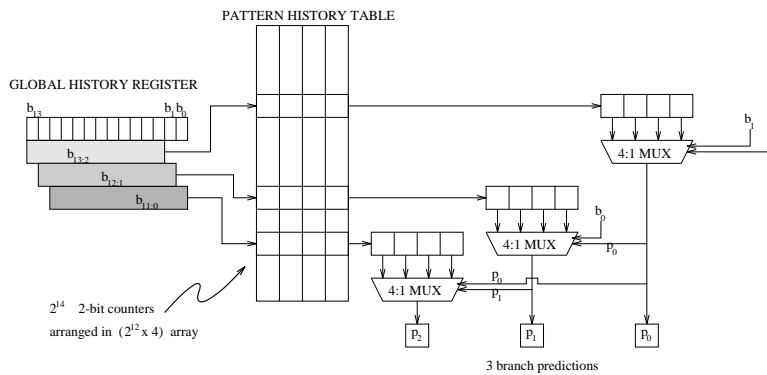 PATTERN HISTORY TABLE
GLOBAL HISTORY REGISTER
b13 b1 b0
b13:2
b12:1
b11:0
b1
4:1 MUX
b0
4:1 MUX
p0
p0
4:1 MUX
p1
2^14 2-bit counters
arranged in (2^12 x 4) array
p2 p1 p0
3 branch predictions